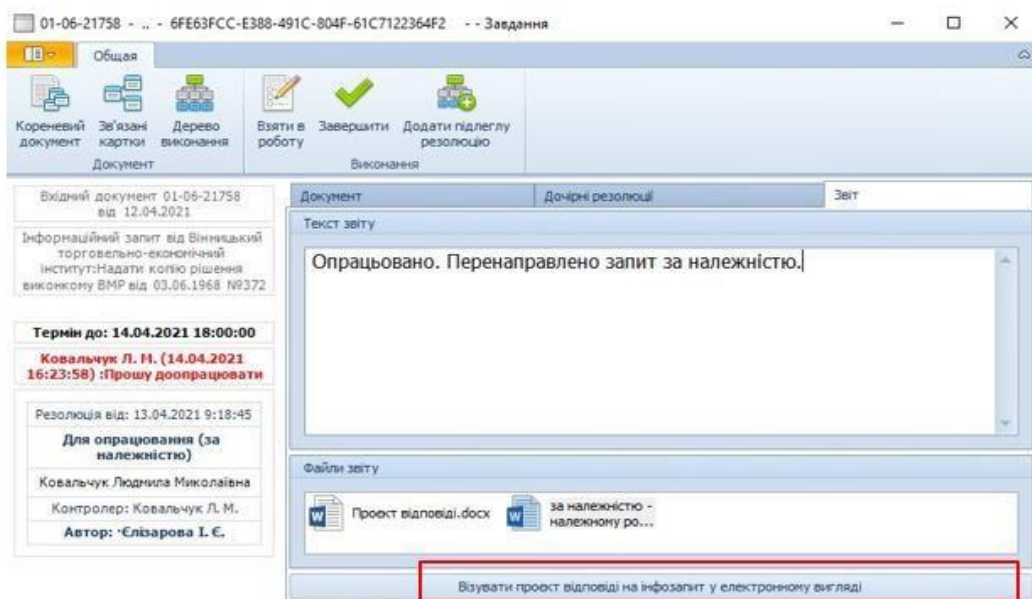 01-06-21758 - .. - 6FE63FCC-E388-491C-804F-61C7122364F2 - - Завдання
Общая
Кореневий документ
Зв'язані картки
Дерево виконання
Взяти в роботу
Завершити
Додати підлеглу резолюцію
Документ
Виконання
Вхідний документ 01-06-21758
від 12.04.2021
Інформаційний запит від Вінницький
торговельно-економічний
інститут:Надати копію рішення
виконкому ВМР від 03.06.1968 №372
Термін до: 14.04.2021 18:00:00
Ковальчук Л. М. (14.04.2021
16:23:58) :Прошу доопрацювати
Резолюція від: 13.04.2021 9:18:45
Для опрацювання (за
належністю)
Ковальчук Людмила Миколаївна
Контролер: Ковальчук Л. М.
Автор: ·Єлізарова І. Є.
Документ
Дочірні резолюції
Звіт
Текст звіту
Опрацьовано. Перенаправлено запит за належністю.
Файли звіту
Проект відповіді.docx
за належністю -
належному ро...
Візувати проект відповіді на інфозапит у електронному вигляді